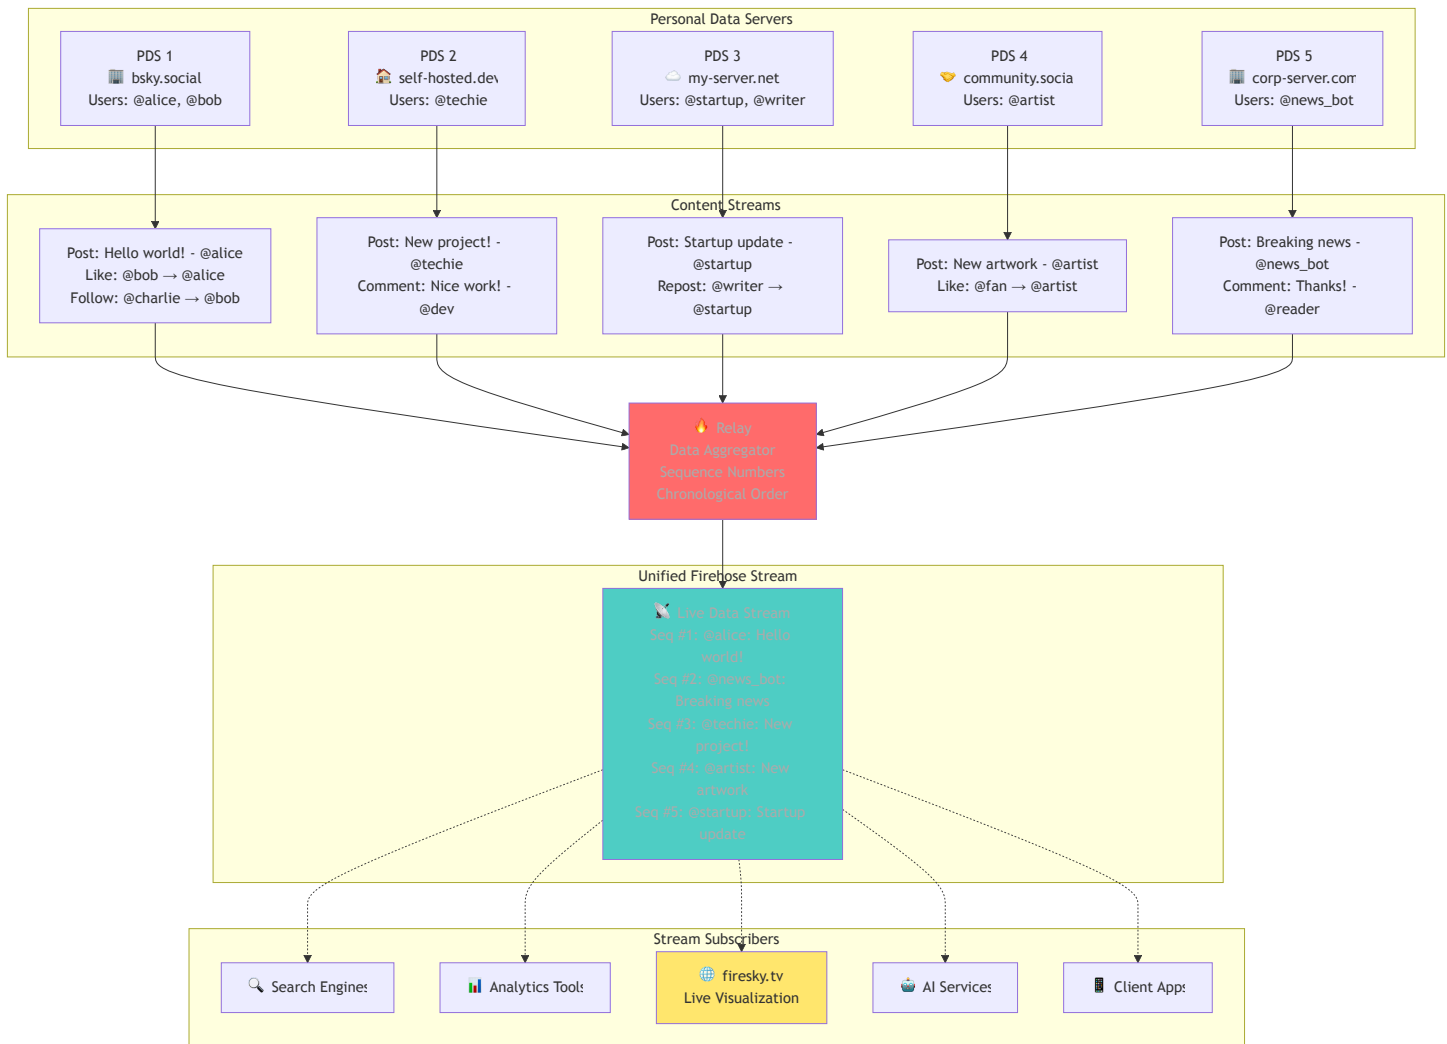 Personal Data Servers
PDS 1
bsky.social
Users: @alice, @bob
PDS 2
self-hosted.dev
Users: @techie
PDS 3
my-server.net
Users: @startup, @writer
PDS 4
community.socia
Users: @artist
PDS 5
corp-server.com
Users: @news_bot
Content Streams
Post: Hello world! - @alice
Like: @bob → @alice
Follow: @charlie → @bob
Post: New project! -
@techie
Comment: Nice work! -
@dev
Post: Startup update -
@startup
Repost: @writer →
@startup
Post: New artwork - @artist
Like: @fan → @artist
Post: Breaking news -
@news_bot
Comment: Thanks! -
@reader
Relay
Data Aggregator
Sequence Numbers
Chronological Order
Unified Firehose Stream
Live Data Stream
Seq #1: @alice: Hello
world!
Seq #2: @news_bot:
Breaking news
Seq #3: @techie: New
project!
Seq #4: @artist: New
artwork
Seq #5: @startup: Startup
update
Stream Subscribers
Search Engines
Analytics Tools
firesky.tv
Live Visualization
AI Services
Client Apps